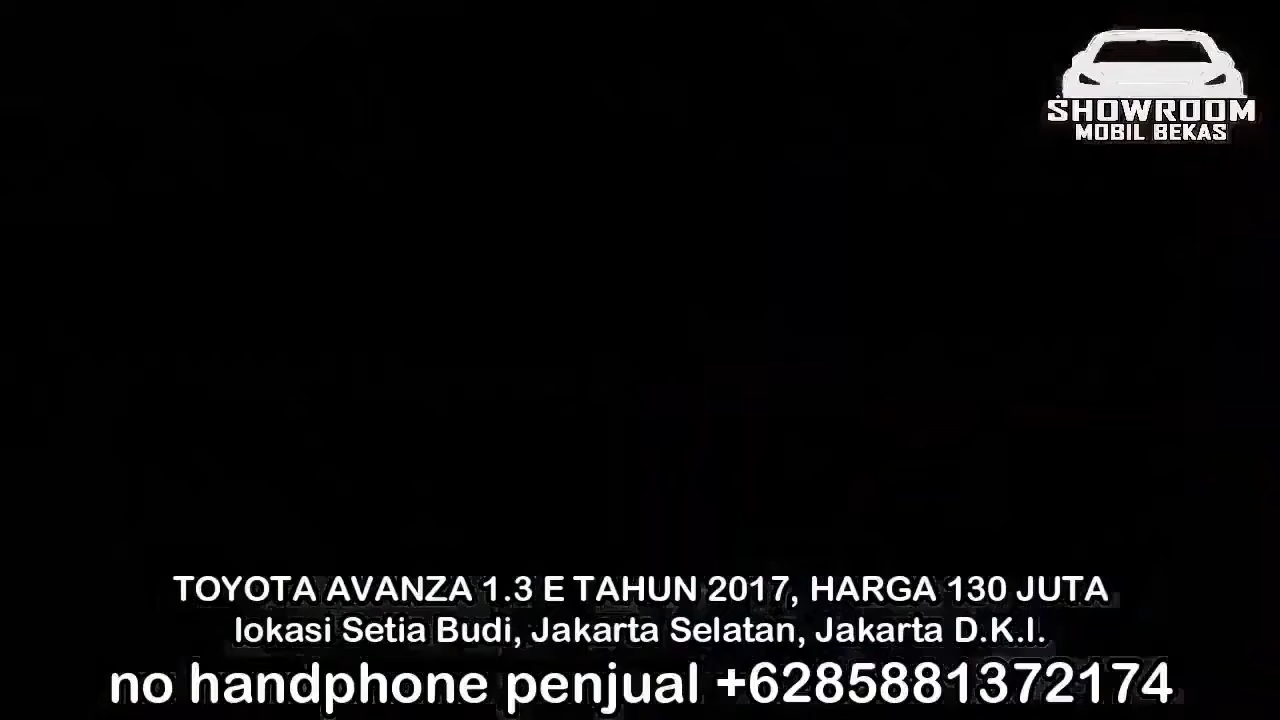 SHOWROOM
MOBIL BEKAS
TOYOTA AVANZA 1.3 E TAHUN 2017, HARGA 130 JUTA
lokasi Setia Budi, Jakarta Selatan, Jakarta D.K.I.
no handphone penjual +6285881372174